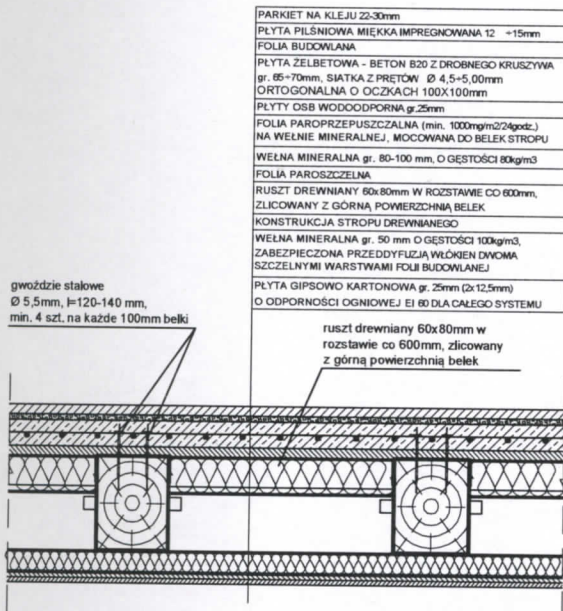 PARKIET NA KLEJU 22-30mm
PŁYTA PILŚNIOWA MIĘKKA IMPREGNOWANA 12 ÷15mm
FOLIA BUDOWLANA
PŁYTA ŻELBETOWA - BETON B20 Z DROBNEGO KRUSZYWA
gr. 65÷70mm, SIATKA Z PRĘTÓW Ø 4,5÷5,00mm
ORTOGONALNA O OCZKACH 100X100mm
PŁYTY OSB WODOODPORNA gr.25mm
FOLIA PAROPRZEPUSZCZALNA (min. 1000mg/m2/24godz.)
NA WEŁNIE MINERALNEJ, MOCOWANA DO BELEK STROPU
WEŁNA MINERALNA gr. 80-100 mm, O GĘSTOŚCI 80kg/m3
FOLIA PAROSZCZELNA
RUSZT DREWNIANY 60x80mm W ROZSTAWIE CO 600mm,
ZLICOWANY Z GÓRNĄ POWIERZCHNIĄ BELEK
KONSTRUKCJA STROPU DREWNIANEGO
WEŁNA MINERALNA gr. 50 mm O GĘSTOŚCI 100kg/m3,
ZABEZPIECZONA PRZEDDYFUZJĄ WŁÓKIEN DWOMA
SZCZELNYMI WARSTWAMI FOLII BUDOWLANEJ
PŁYTA GIPSOWO KARTONOWA gr. 25mm (2x12,5mm)
O ODPORNOŚCI OGNIOWEJ EI 60 DLA CAŁEGO SYSTEMU
gwoździe stalowe
Ø 5,5mm, l=120-140 mm,
min. 4 szt. na każde 100mm belki
ruszt drewniany 60x80mm w
rozstawie co 600mm, zlicowany
z górną powierzchnią belek